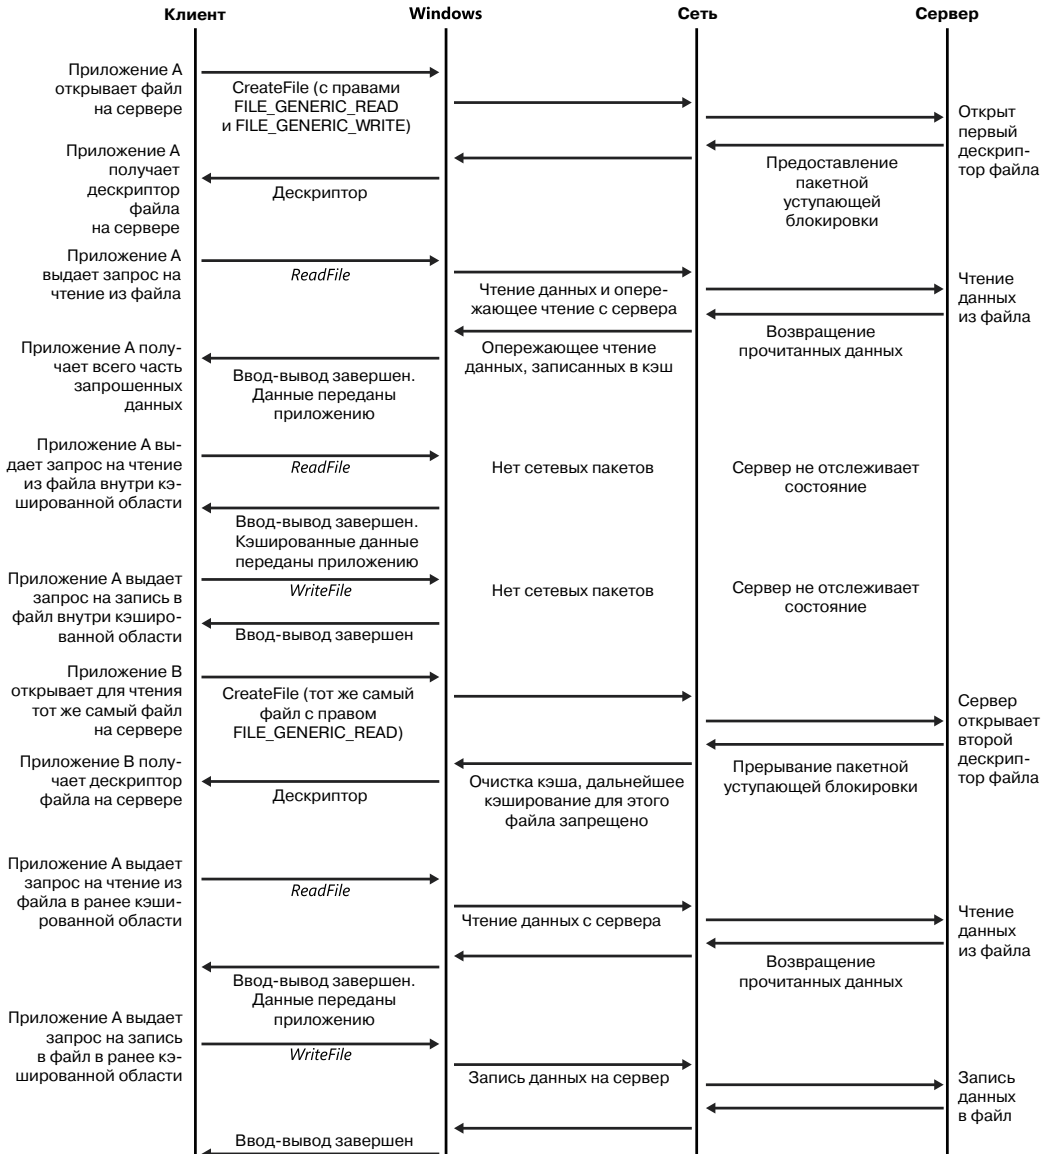 Клиент
Windows
Сеть
Сервер
Приложение А
открывает файл
на сервере
CreateFile (с правами
FILE_GENERIC_READ
и FILE_GENERIC_WRITE)
Открыт
первый
дескрип-
тор файла
Приложение А
получает
дескриптор
файла
на сервере
Дескриптор
Предоставление
пакетной
уступающей
блокировки
Приложение А
выдает запрос на
чтение из файла
ReadFile
Чтение данных и опере-
жающее чтение с сервера
Чтение
данных
из файла
Возвращение
прочитанных данных
Приложение А полу-
чает всего часть
запрошенных
данных
Опережающее чтение
данных, записанных в кэш
Ввод-вывод завершен.
Данные переданы
приложению
Приложение А вы-
дает запрос на чтение
из файла внутри кэ-
шированной области
ReadFile
Нет сетевых пакетов
Сервер не отслеживает
состояние
Ввод-вывод завершен.
Кэшированные данные
переданы приложению
Приложение А выдает
запрос на запись в
файл внутри кэширо-
ванной области
WriteFile
Нет сетевых пакетов
Сервер не отслеживает
состояние
Ввод-вывод завершен
Приложение В
открывает для чтения
тот же самый файл
на сервере
CreateFile (тот же самый
файл с правом
FILE_GENERIC_READ)
Сервер
открывает
второй
дескрип-
тор файла
Приложение В полу-
чает дескриптор
файла на сервере
Дескриптор
Очистка кэша, дальнейшее
кэширование для этого
файла запрещено
Прерывание пакетной
уступающей блокировки
Приложение А выдает
запрос на чтение из
файла в ранее кэши-
рованной области
ReadFile
Чтение данных с сервера
Чтение
данных
из файла
Возвращение
прочитанных данных
Ввод-вывод завершен.
Данные переданы
приложению
Приложение А выдает
запрос на запись
в файл в ранее кэ-
шированной области
WriteFile
Запись данных на сервер
Запись
данных
в файл
Ввод-вывод завершен